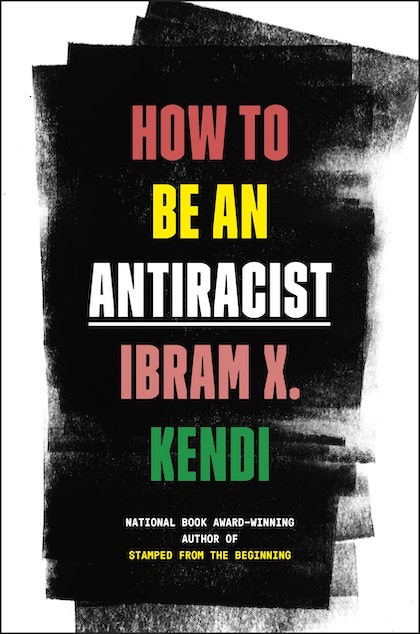 HOW TO
BE AN
ANTIRACIST
IBRAM X.
KENDI
NATIONAL BOOK AWARD–WINNING
AUTHOR OF
STAMPED FROM THE BEGINNING